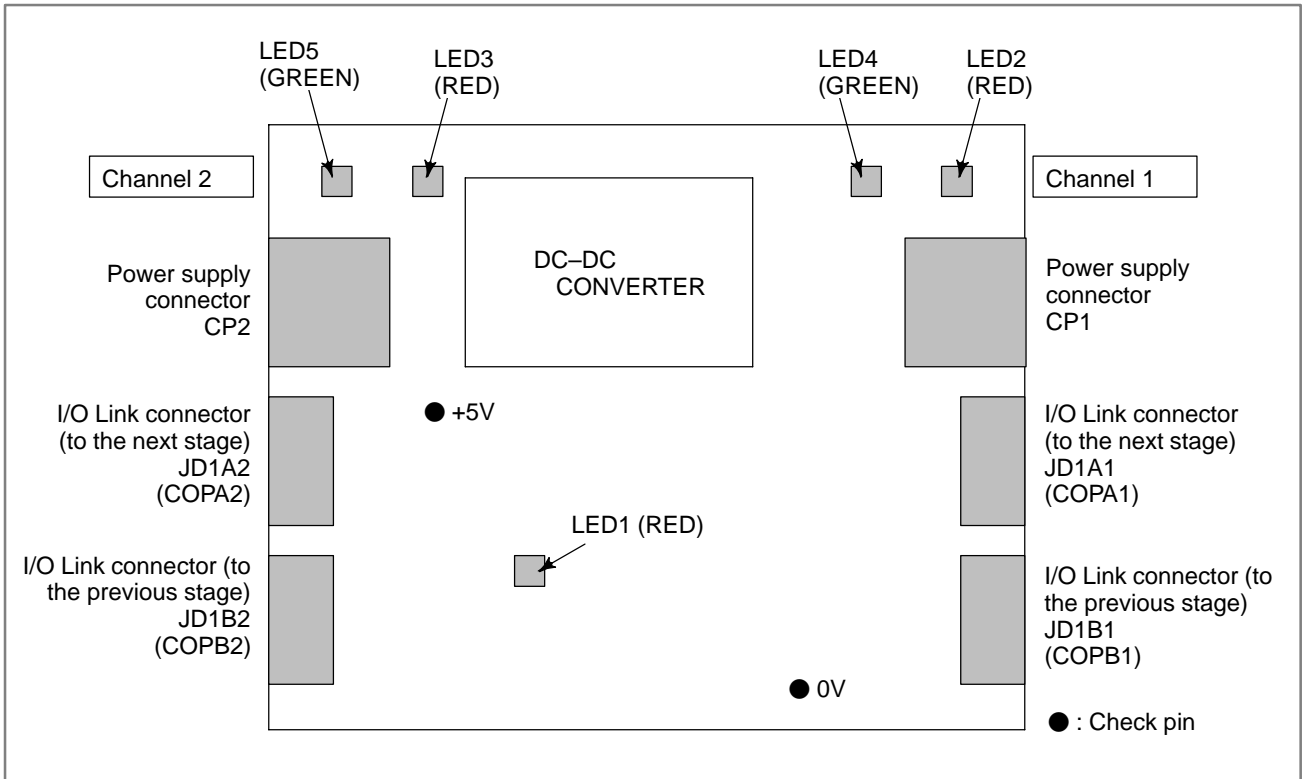 LED5
(GREEN)
LED3
(RED)
LED4
(GREEN)
LED2
(RED)
Channel 2
Channel 1
Power supply
connector
CP2
DC–DC
CONVERTER
Power supply
connector
CP1
I/O Link connector
(to the next stage)
JD1A2
(COPA2)
+5V
I/O Link connector
(to the next stage)
JD1A1
(COPA1)
LED1 (RED)
I/O Link connector (to
the previous stage)
JD1B2
(COPB2)
I/O Link connector (to
the previous stage)
JD1B1
(COPB1)
0V
: Check pin